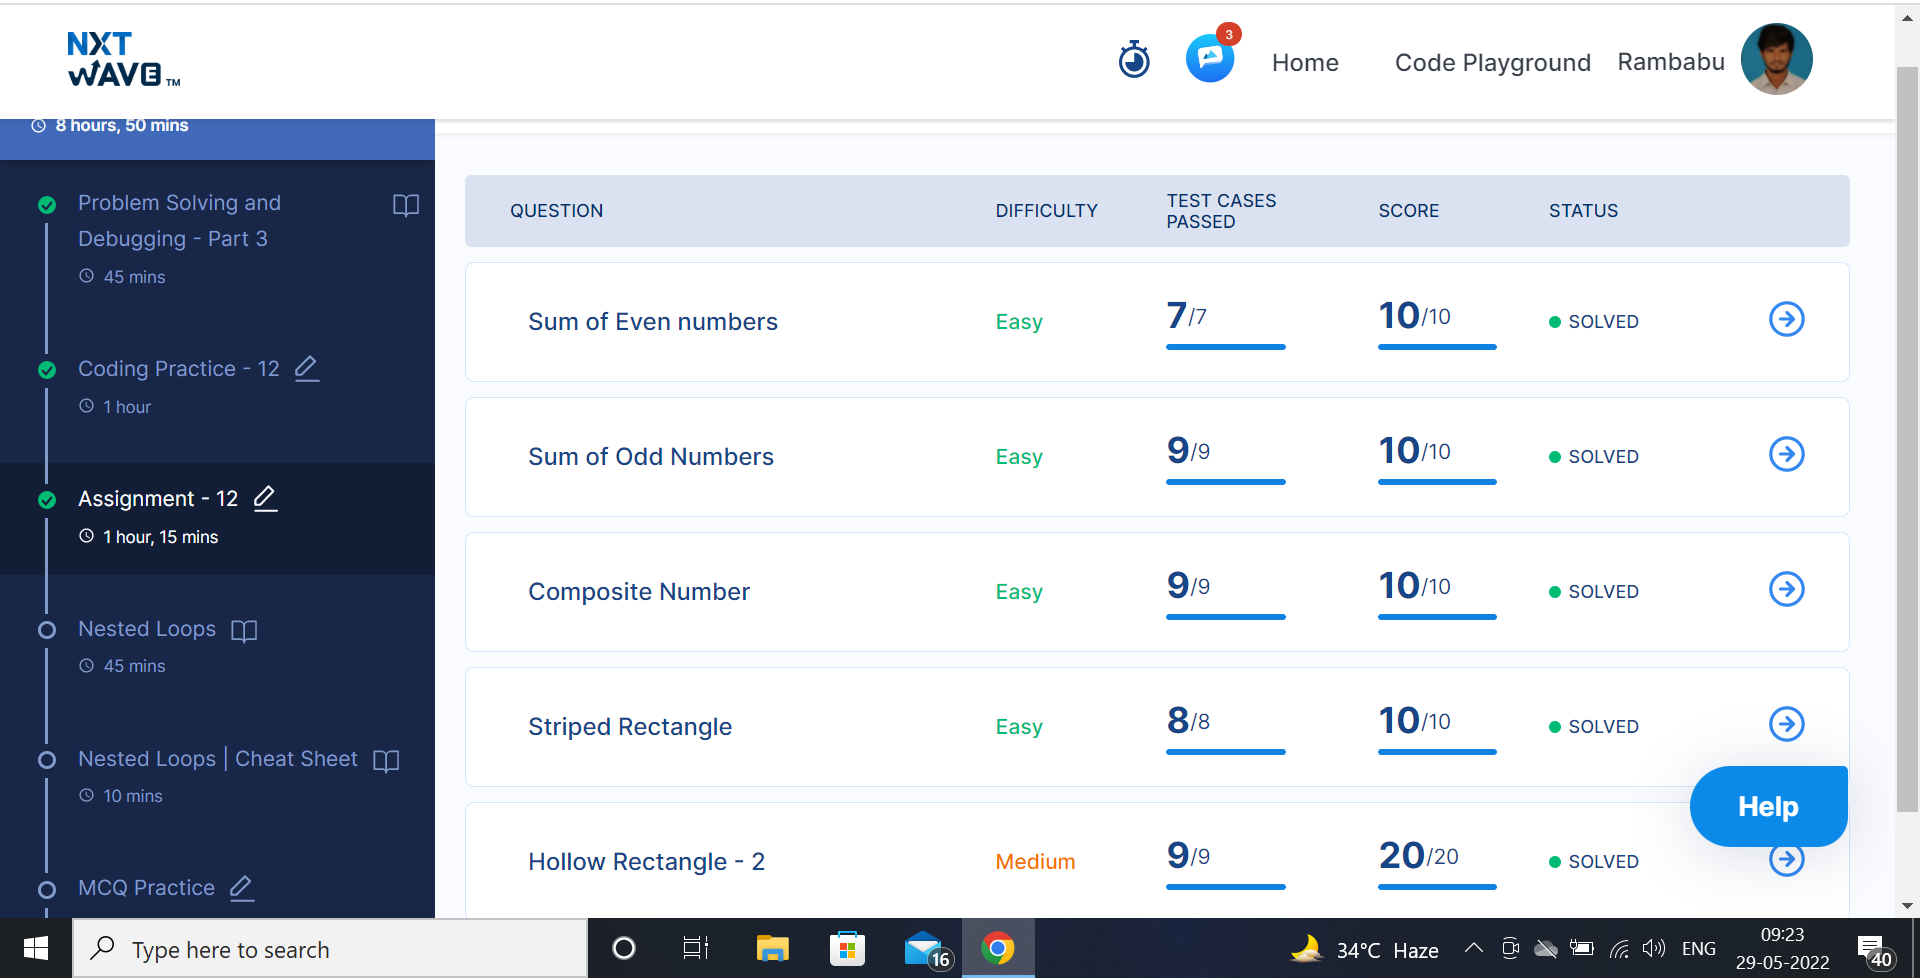 NXT
WAVE TM
3
Home
Code Playground
Rambabu
8 hours, 50 mins
Problem Solving and
Debugging - Part 3
45 mins
Coding Practice - 12
1 hour
Assignment - 12
1 hour, 15 mins
Nested Loops
45 mins
Nested Loops | Cheat Sheet
10 mins
MCQ Practice
QUESTION
DIFFICULTY
TEST CASES
PASSED
SCORE
STATUS
Sum of Even numbers
Easy
7/7
10/10
SOLVED
Sum of Odd Numbers
Easy
9/9
10/10
SOLVED
Composite Number
Easy
9/9
10/10
SOLVED
Striped Rectangle
Easy
8/8
10/10
SOLVED
Hollow Rectangle - 2
Medium
9/9
20/20
SOLVED
Help
Type here to search
16
34°C Haze
ENG
09:23
29-05-2022
40